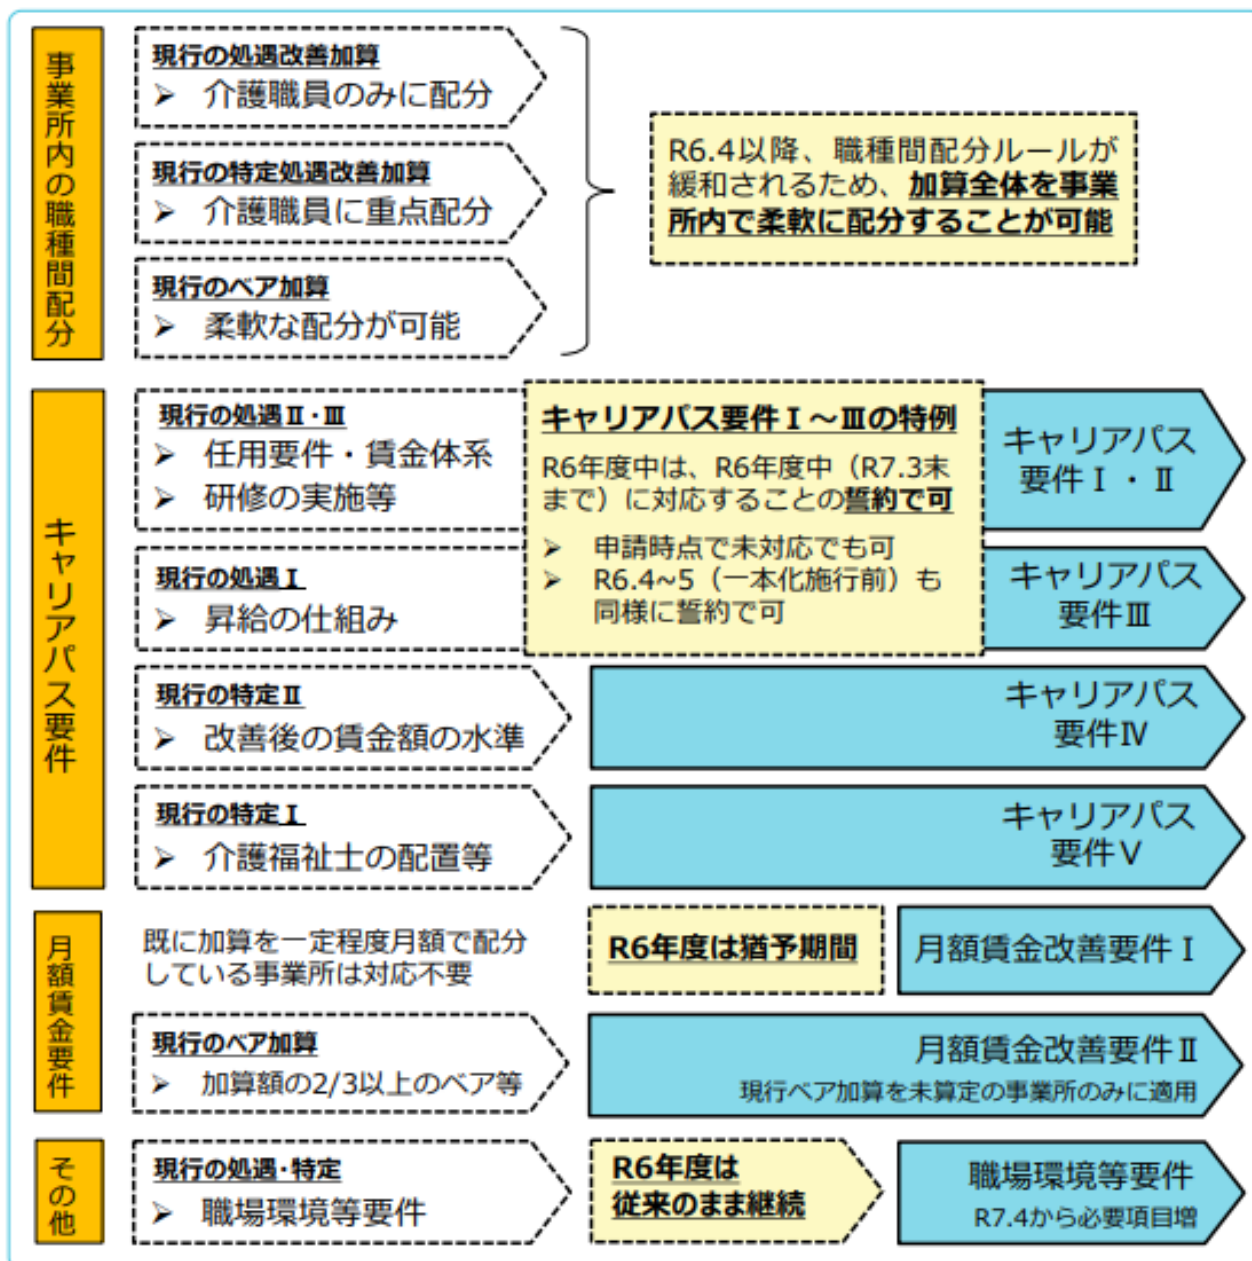 事業所内の職種間配分
現行の処遇改善加算
➢ 介護職員のみに配分
現行の特定処遇改善加算
➢ 介護職員に重点配分
現行のベア加算
➢ 柔軟な配分が可能
R6.4以降、職種間配分ルールが
緩和されるため、加算全体を事業
所内で柔軟に配分することが可能
キャリアパス要件
現行の処遇Ⅱ・Ⅲ
➢ 任用要件・賃金体系
➢ 研修の実施等
キャリアパス要件Ⅰ～Ⅲの特例
R6年度中は、R6年度中（R7.3末
まで）に対応することの誓約で可
➢ 申請時点で未対応でも可
➢ R6.4~5（一本化施行前）も
同様に誓約で可
キャリアパス
要件Ⅰ・Ⅱ
現行の処遇Ⅰ
➢ 昇給の仕組み
キャリアパス
要件Ⅲ
現行の特定Ⅱ
➢ 改善後の賃金額の水準
キャリアパス
要件Ⅳ
現行の特定Ⅰ
➢ 介護福祉士の配置等
キャリアパス
要件Ⅴ
月額賃金要件
既に加算を一定程度月額で配分
している事業所は対応不要
R6年度は猶予期間
月額賃金改善要件Ⅰ
現行のベア加算
➢ 加算額の2/3以上のベア等
月額賃金改善要件Ⅱ
現行ベア加算を未算定の事業所のみに適用
その他
現行の処遇・特定
➢ 職場環境等要件
R6年度は
従来のまま継続
職場環境等要件
R7.4から必要項目増